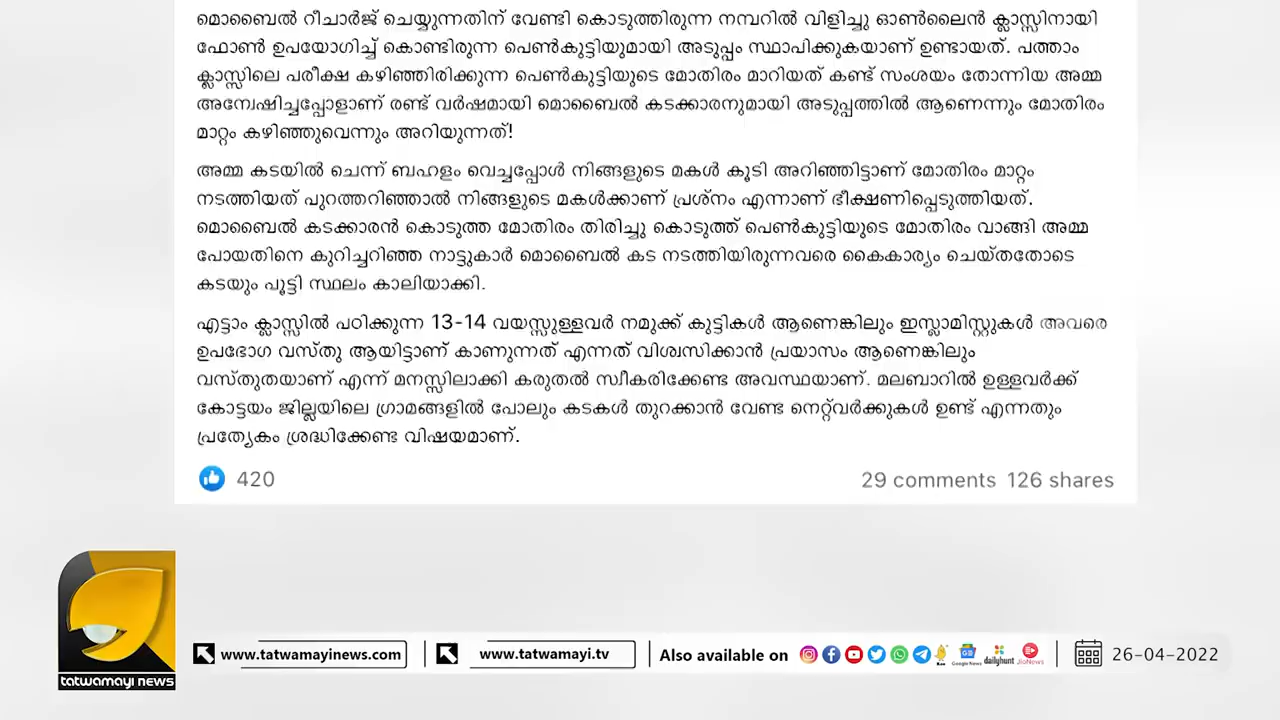 മൊബൈൽ റീചാർജ് ചെയ്യുന്നതിന് വേണ്ടി കൊടുത്തിരുന്ന നമ്പറിൽ വിളിച്ചു ഓൺലൈൻ ക്ലാസ്സിനായി
ഫോൺ ഉപയോഗിച്ച് കൊണ്ടിരുന്ന പെൺകുട്ടിയുമായി അടുപ്പം സ്ഥാപിക്കുകയാണ് ഉണ്ടായത്. പത്താം
ക്ലാസ്സിലെ പരീക്ഷ കഴിഞ്ഞിരിക്കുന്ന പെൺകുട്ടിയുടെ മോതിരം മാറിയത് കണ്ട് സംശയം തോന്നിയ അമ്മ
അന്വേഷിച്ചപ്പോളാണ് രണ്ട് വർഷമായി മൊബൈൽ കടക്കാരനുമായി അടുപ്പത്തിൽ ആണെന്നും മോതിരം
മാറ്റം കഴിഞ്ഞുവെന്നും അറിയുന്നത്!
അമ്മ കടയിൽ ചെന്ന് ബഹളം വെച്ചപ്പോൾ നിങ്ങളുടെ മകൾ കൂടി അറിഞ്ഞിട്ടാണ് മോതിരം മാറ്റം
നടത്തിയത് പുറത്തറിഞ്ഞാൽ നിങ്ങളുടെ മകൾക്കാണ് പ്രശ്നം എന്നാണ് ഭീക്ഷണിപ്പെടുത്തിയത്.
മൊബൈൽ കടക്കാരൻ കൊടുത്ത മോതിരം തിരിച്ചു കൊടുത്ത് പെൺകുട്ടിയുടെ മോതിരം വാങ്ങി അമ്മ
പോയതിനെ കുറിച്ചറിഞ്ഞ നാട്ടുകാർ മൊബൈൽ കട നടത്തിയിരുന്നവരെ കൈകാര്യം ചെയ്തതോടെ
കടയും പൂട്ടി സ്ഥലം കാലിയാക്കി.
എട്ടാം ക്ലാസ്സിൽ പഠിക്കുന്ന 13-14 വയസ്സുള്ളവർ നമുക്ക് കുട്ടികൾ ആണെങ്കിലും ഇസ്ലാമിസ്റ്റുകൾ അവരെ
ഉപഭോഗ വസ്തു ആയിട്ടാണ് കാണുന്നത് എന്നത് വിശ്വസിക്കാൻ പ്രയാസം ആണെങ്കിലും
വസ്തുതയാണ് എന്ന് മനസ്സിലാക്കി കരുതൽ സ്വീകരിക്കേണ്ട അവസ്ഥയാണ്. മലബാറിൽ ഉള്ളവർക്ക്
കോട്ടയം ജില്ലയിലെ ഗ്രാമങ്ങളിൽ പോലും കടകൾ തുറക്കാൻ വേണ്ട നെറ്റ്‌വർക്കുകൾ ഉണ്ട് എന്നതും
പ്രത്യേകം ശ്രദ്ധിക്കേണ്ട വിഷയമാണ്.
420 29 comments 126 shares
tatwamayi news
www.tatwamayinews.com www.tatwamayi.tv Also available on Google News dailyhunt JioNews 26-04-2022